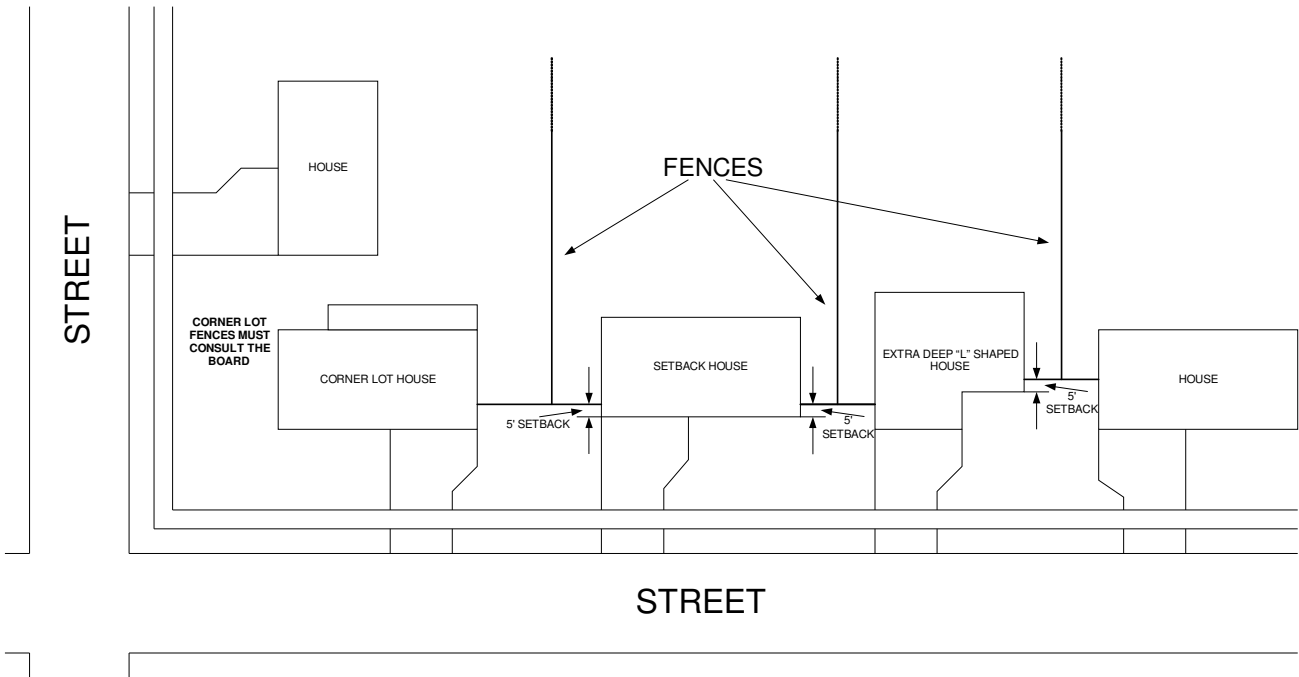 HOUSE
FENCES
STREET
CORNER LOT
FENCES MUST
CONSULT THE
BOARD
CORNER LOT HOUSE
SETBACK HOUSE
EXTRA DEEP “L” SHAPED
HOUSE
HOUSE
5' SETBACK
5'
SETBACK
5'
SETBACK
STREET